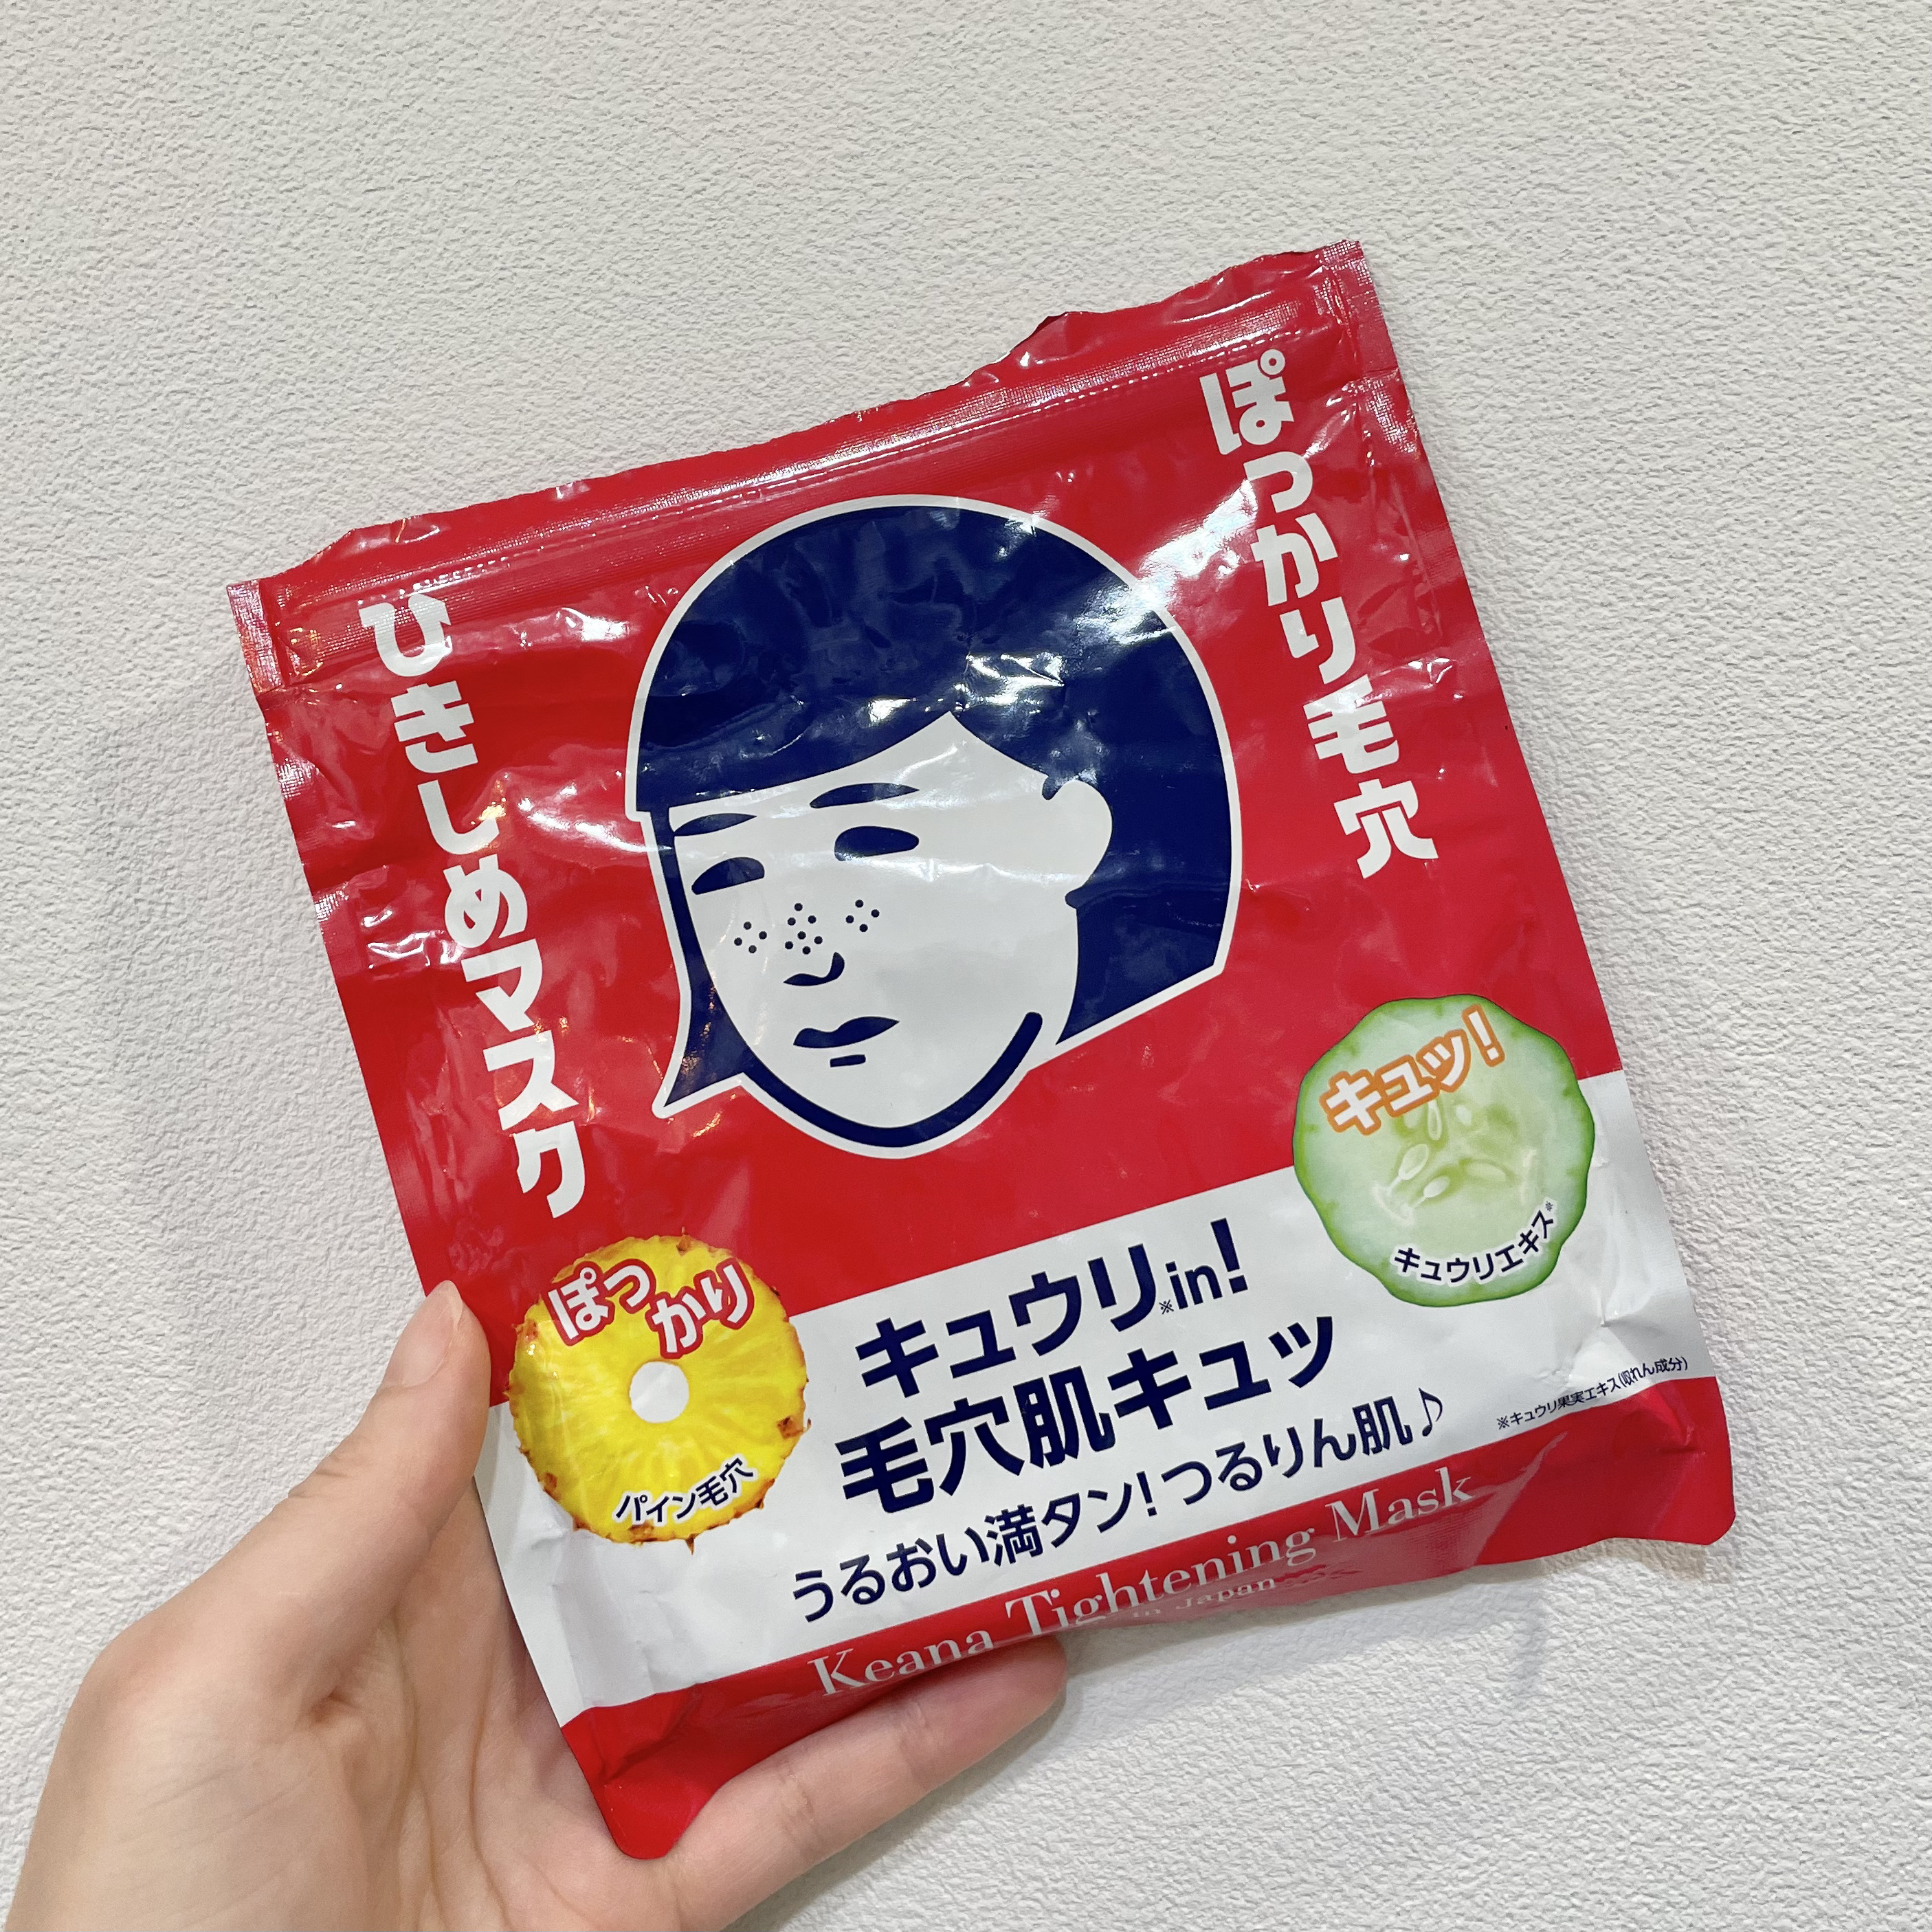 ぽっかり毛穴
ひきしめマスク
キュッ!
キュウリエキス※
ぽっかり
パイン毛穴
キュウリ※in!
毛穴肌キュッ
うるおい満タン!つるりん肌♪
※キュウリ果実エキス(収れん成分)
Keana Tightening Mask
in Japan